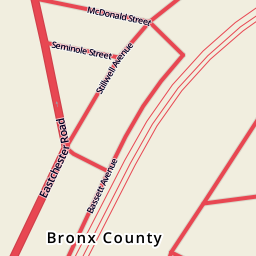 McDonald Street
Seminole Street
Stillwell Avenue
Eastchester Road
Bassett Avenue
Bronx County